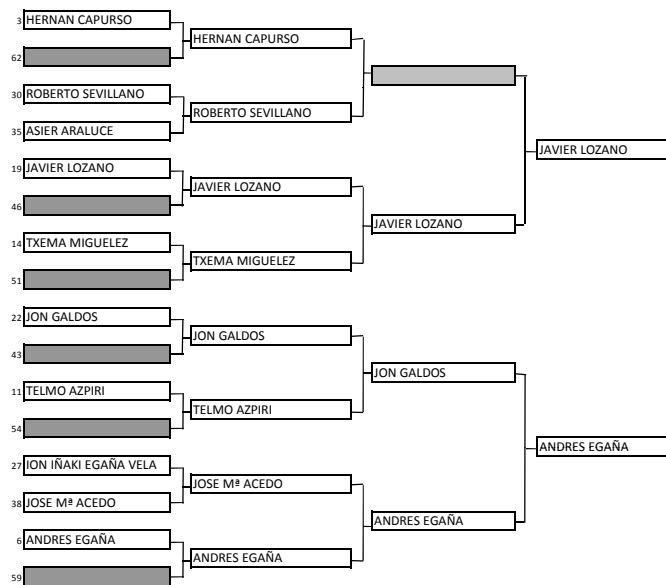 3 HERNAN CAPURSO
HERNAN CAPURSO
62
30 ROBERTO SEVILLANO
ROBERTO SEVILLANO
35 ASIER ARALUCE
JAVIER LOZANO
19 JAVIER LOZANO
JAVIER LOZANO
46
JAVIER LOZANO
14 TXEMA MIGUELEZ
TXEMA MIGUELEZ
51
22 JON GALDOS
JON GALDOS
43
JON GALDOS
11 TELMO AZPIRI
TELMO AZPIRI
54
ANDRES EGAÑA
27 ION IÑAKI EGAÑA VELA
JOSE Mª ACEDO
38 JOSE Mª ACEDO
ANDRES EGAÑA
6 ANDRES EGAÑA
ANDRES EGAÑA
59